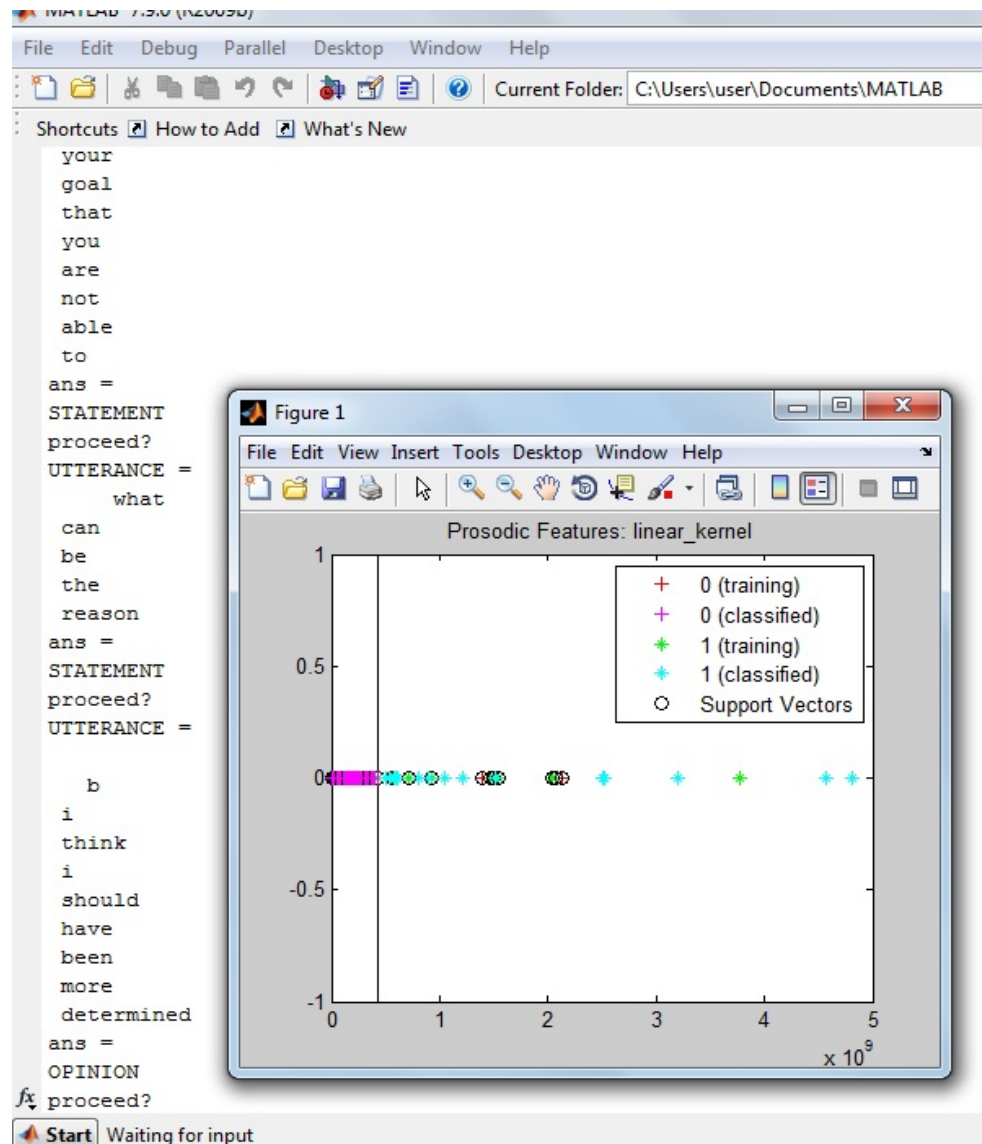 MATLAB 7.9.0 (R2009b)
File Edit Debug Parallel Desktop Window Help
Current Folder: C:\Users\user\Documents\MATLAB
Shortcuts How to Add What's New
your
goal
that
you
are
not
able
to
ans =
STATEMENT
proceed?
UTTERANCE =
what
can
be
the
reason
ans =
STATEMENT
proceed?
UTTERANCE =
b
i
think
i
should
have
been
more
determined
ans =
OPINION
fx proceed?
Start Waiting for input
Figure 1
File Edit View Insert Tools Desktop Window Help
Prosodic Features: linear_kernel
0 (training)
0 (classified)
1 (training)
1 (classified)
Support Vectors
1
0.5
0
-0.5
-1
0 1 2 3 4 5
x 10^9